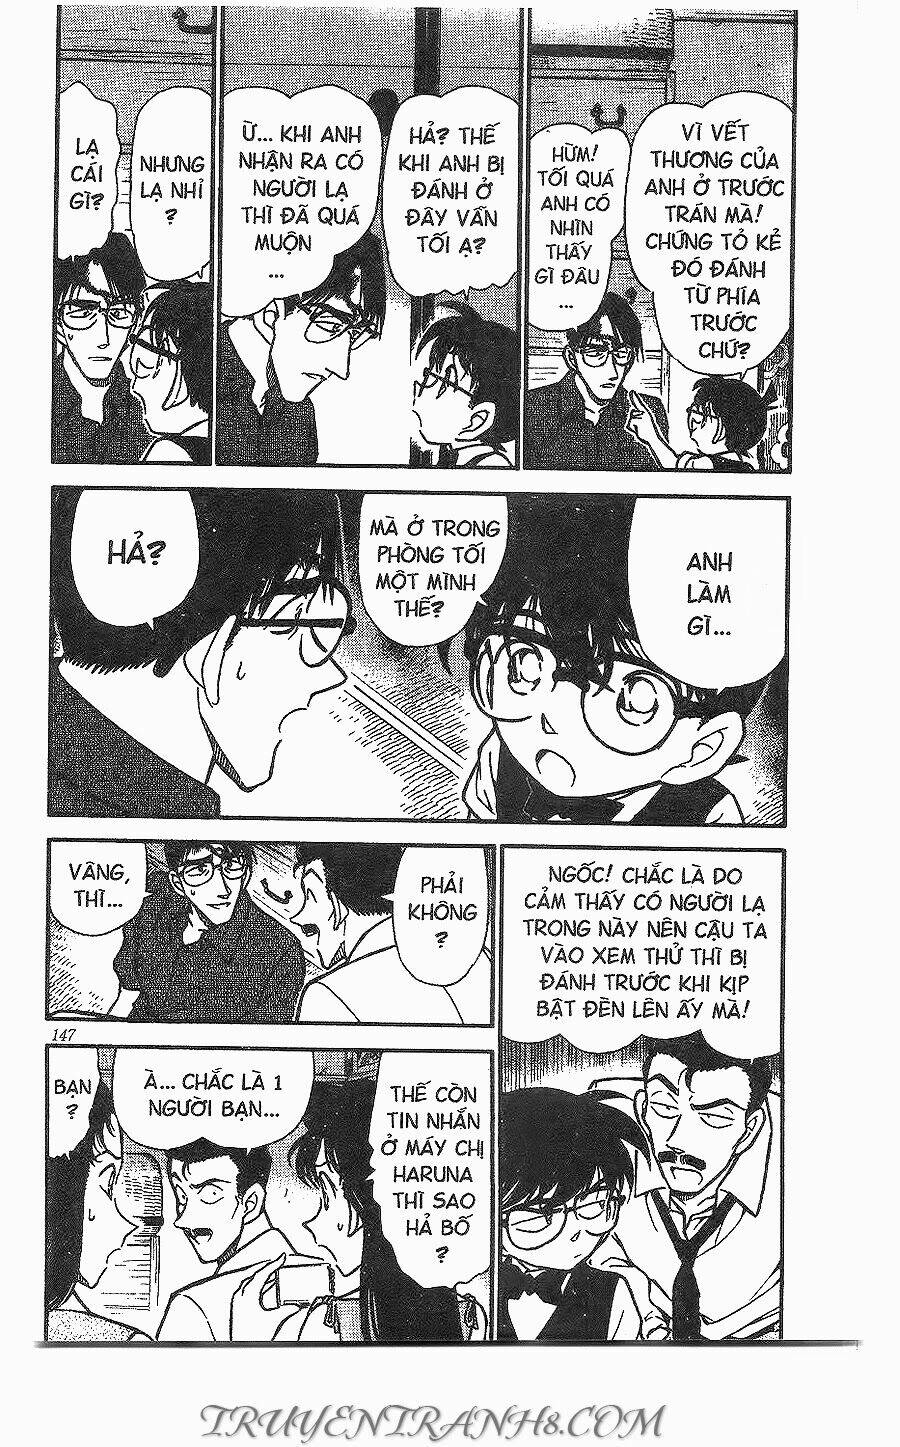 VÌ VẾT
THƯƠNG CỦA
ANH Ở TRƯỚC
TRÁN MÀ!
CHỨNG TỎ KẺ
ĐÓ ĐÁNH
TỪ PHÍA
TRƯỚC
CHỨ?
HỪM!
TỐI QUÁ
ANH CÓ
NHÌN
THẤY
GÌ ĐÂU
...
HẢ? THẾ
KHI ANH BỊ
ĐÁNH Ở
ĐÂY VẪN
TỐI Ạ?
Ừ... KHI ANH
NHẬN RA CÓ
NGƯỜI LẠ
THÌ ĐÃ QUÁ
MUỘN
...
NHƯNG
LẠ NHỈ
?
LẠ
CÁI
GÌ?
ANH
LÀM
GÌ...
MÀ Ở TRONG
PHÒNG TỐI
MỘT MÌNH
THẾ?
HẢ?
NGỐC! CHẮC LÀ DO
CẢM THẤY CÓ NGƯỜI LẠ
TRONG NÀY NÊN CẬU TA
VÀO XEM THỬ THÌ BỊ
ĐÁNH TRƯỚC KHI KỊP
BẬT ĐÈN LÊN ẤY MÀ!
PHẢI
KHÔNG
?
VÂNG,
THÌ...
147
THẾ CÒN
TIN NHẮN
Ở MÁY CHỊ
HARUNA
THÌ SAO
HẢ BỐ
?
À... CHẮC LÀ 1
NGƯỜI BẠN...
BẠN
?
TRUYENTRANH8.COM